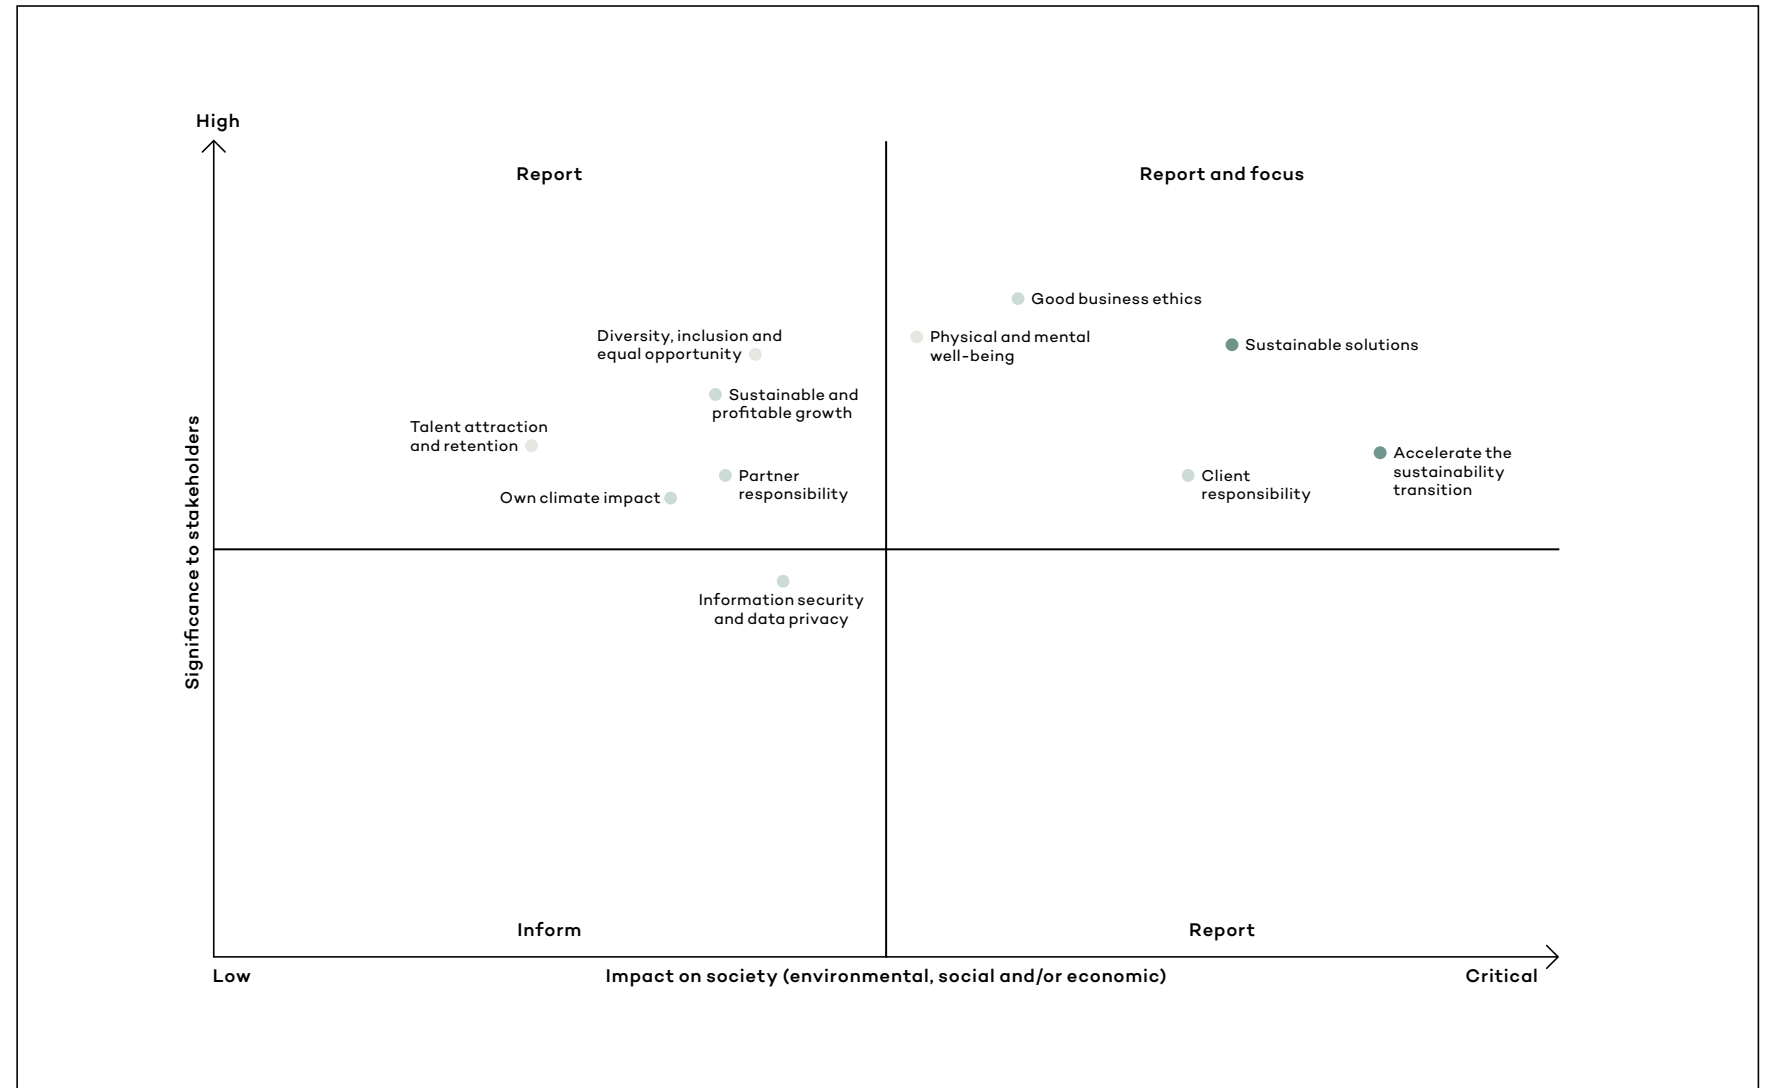 High
Report
Report and focus
Good business ethics
Diversity, inclusion and
equal opportunity
Physical and mental
well-being
Sustainable solutions
Sustainable and
profitable growth
Talent attraction
and retention
Accelerate the
sustainability
transition
Partner
responsibility
Client
responsibility
Own climate impact
Significance to stakeholders
Information security
and data privacy
Inform
Report
Low
Impact on society (environmental, social and/or economic)
Critical